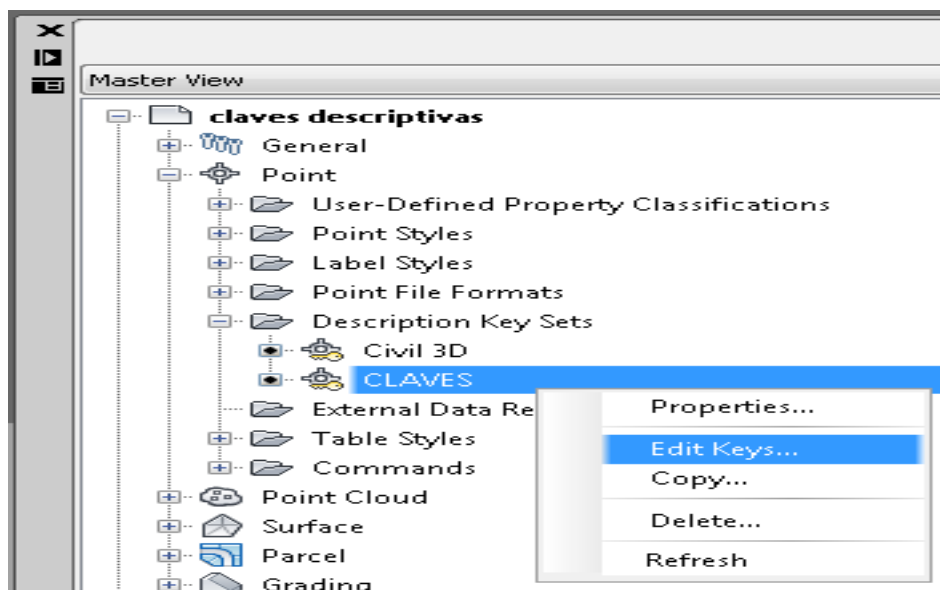 Master View
claves descriptivas
General
Point
User-Defined Property Classifications
Point Styles
Label Styles
Point File Formats
Description Key Sets
Civil 3D
CLAVES
External Data Re
Table Styles
Commands
Point Cloud
Surface
Parcel
Grading
Properties...
Edit Keys...
Copy...
Delete...
Refresh